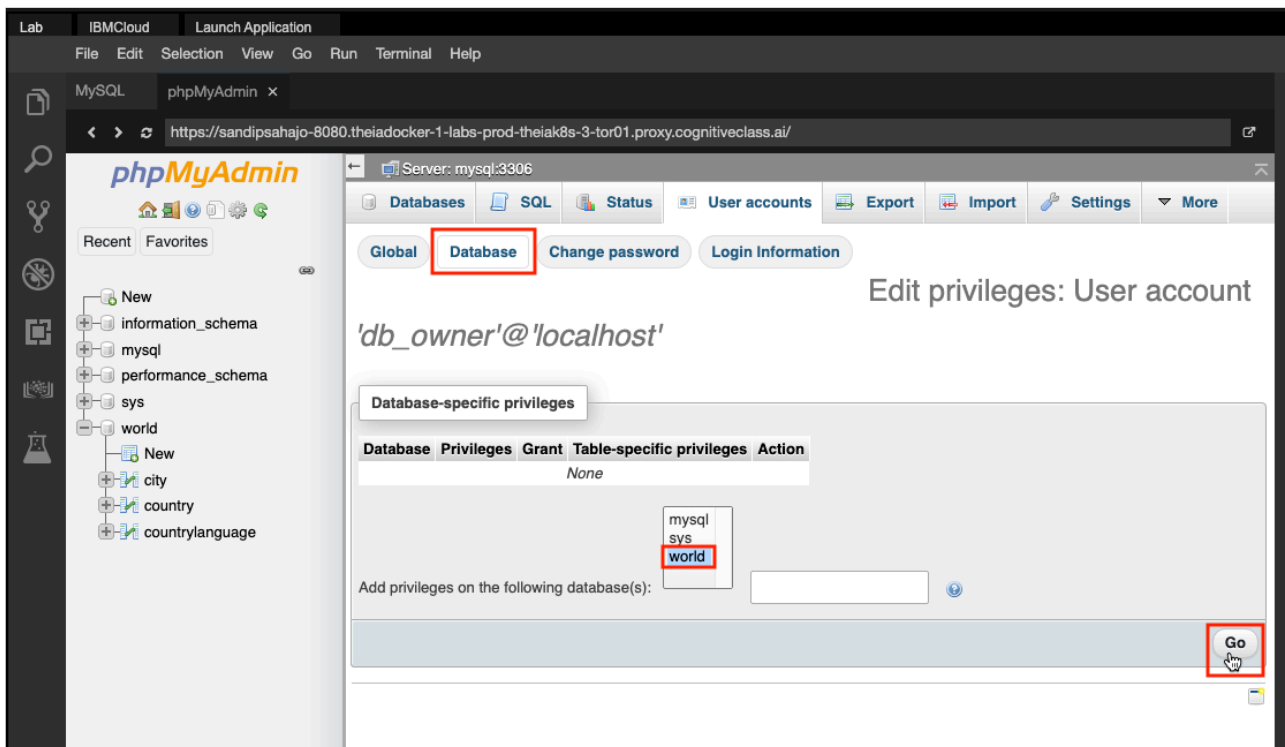 Lab IBMCloud Launch Application
File Edit Selection View Go Run Terminal Help
MySQL phpMyAdmin ×
https://sandipsahajo-8080.theiadocker-1-labs-prod-theiak8s-3-tor01.proxy.cognitiveclass.ai/
phpMyAdmin
Recent Favorites
New
information_schema
mysql
performance_schema
sys
world
New
city
country
countrylanguage
Server: mysql:3306
Databases SQL Status User accounts Export Import Settings More
Global Database Change password Login Information
Edit privileges: User account
'db_owner'@'localhost'
Database-specific privileges
Database Privileges Grant Table-specific privileges Action
None
mysql
sys
world
Add privileges on the following database(s):
Go